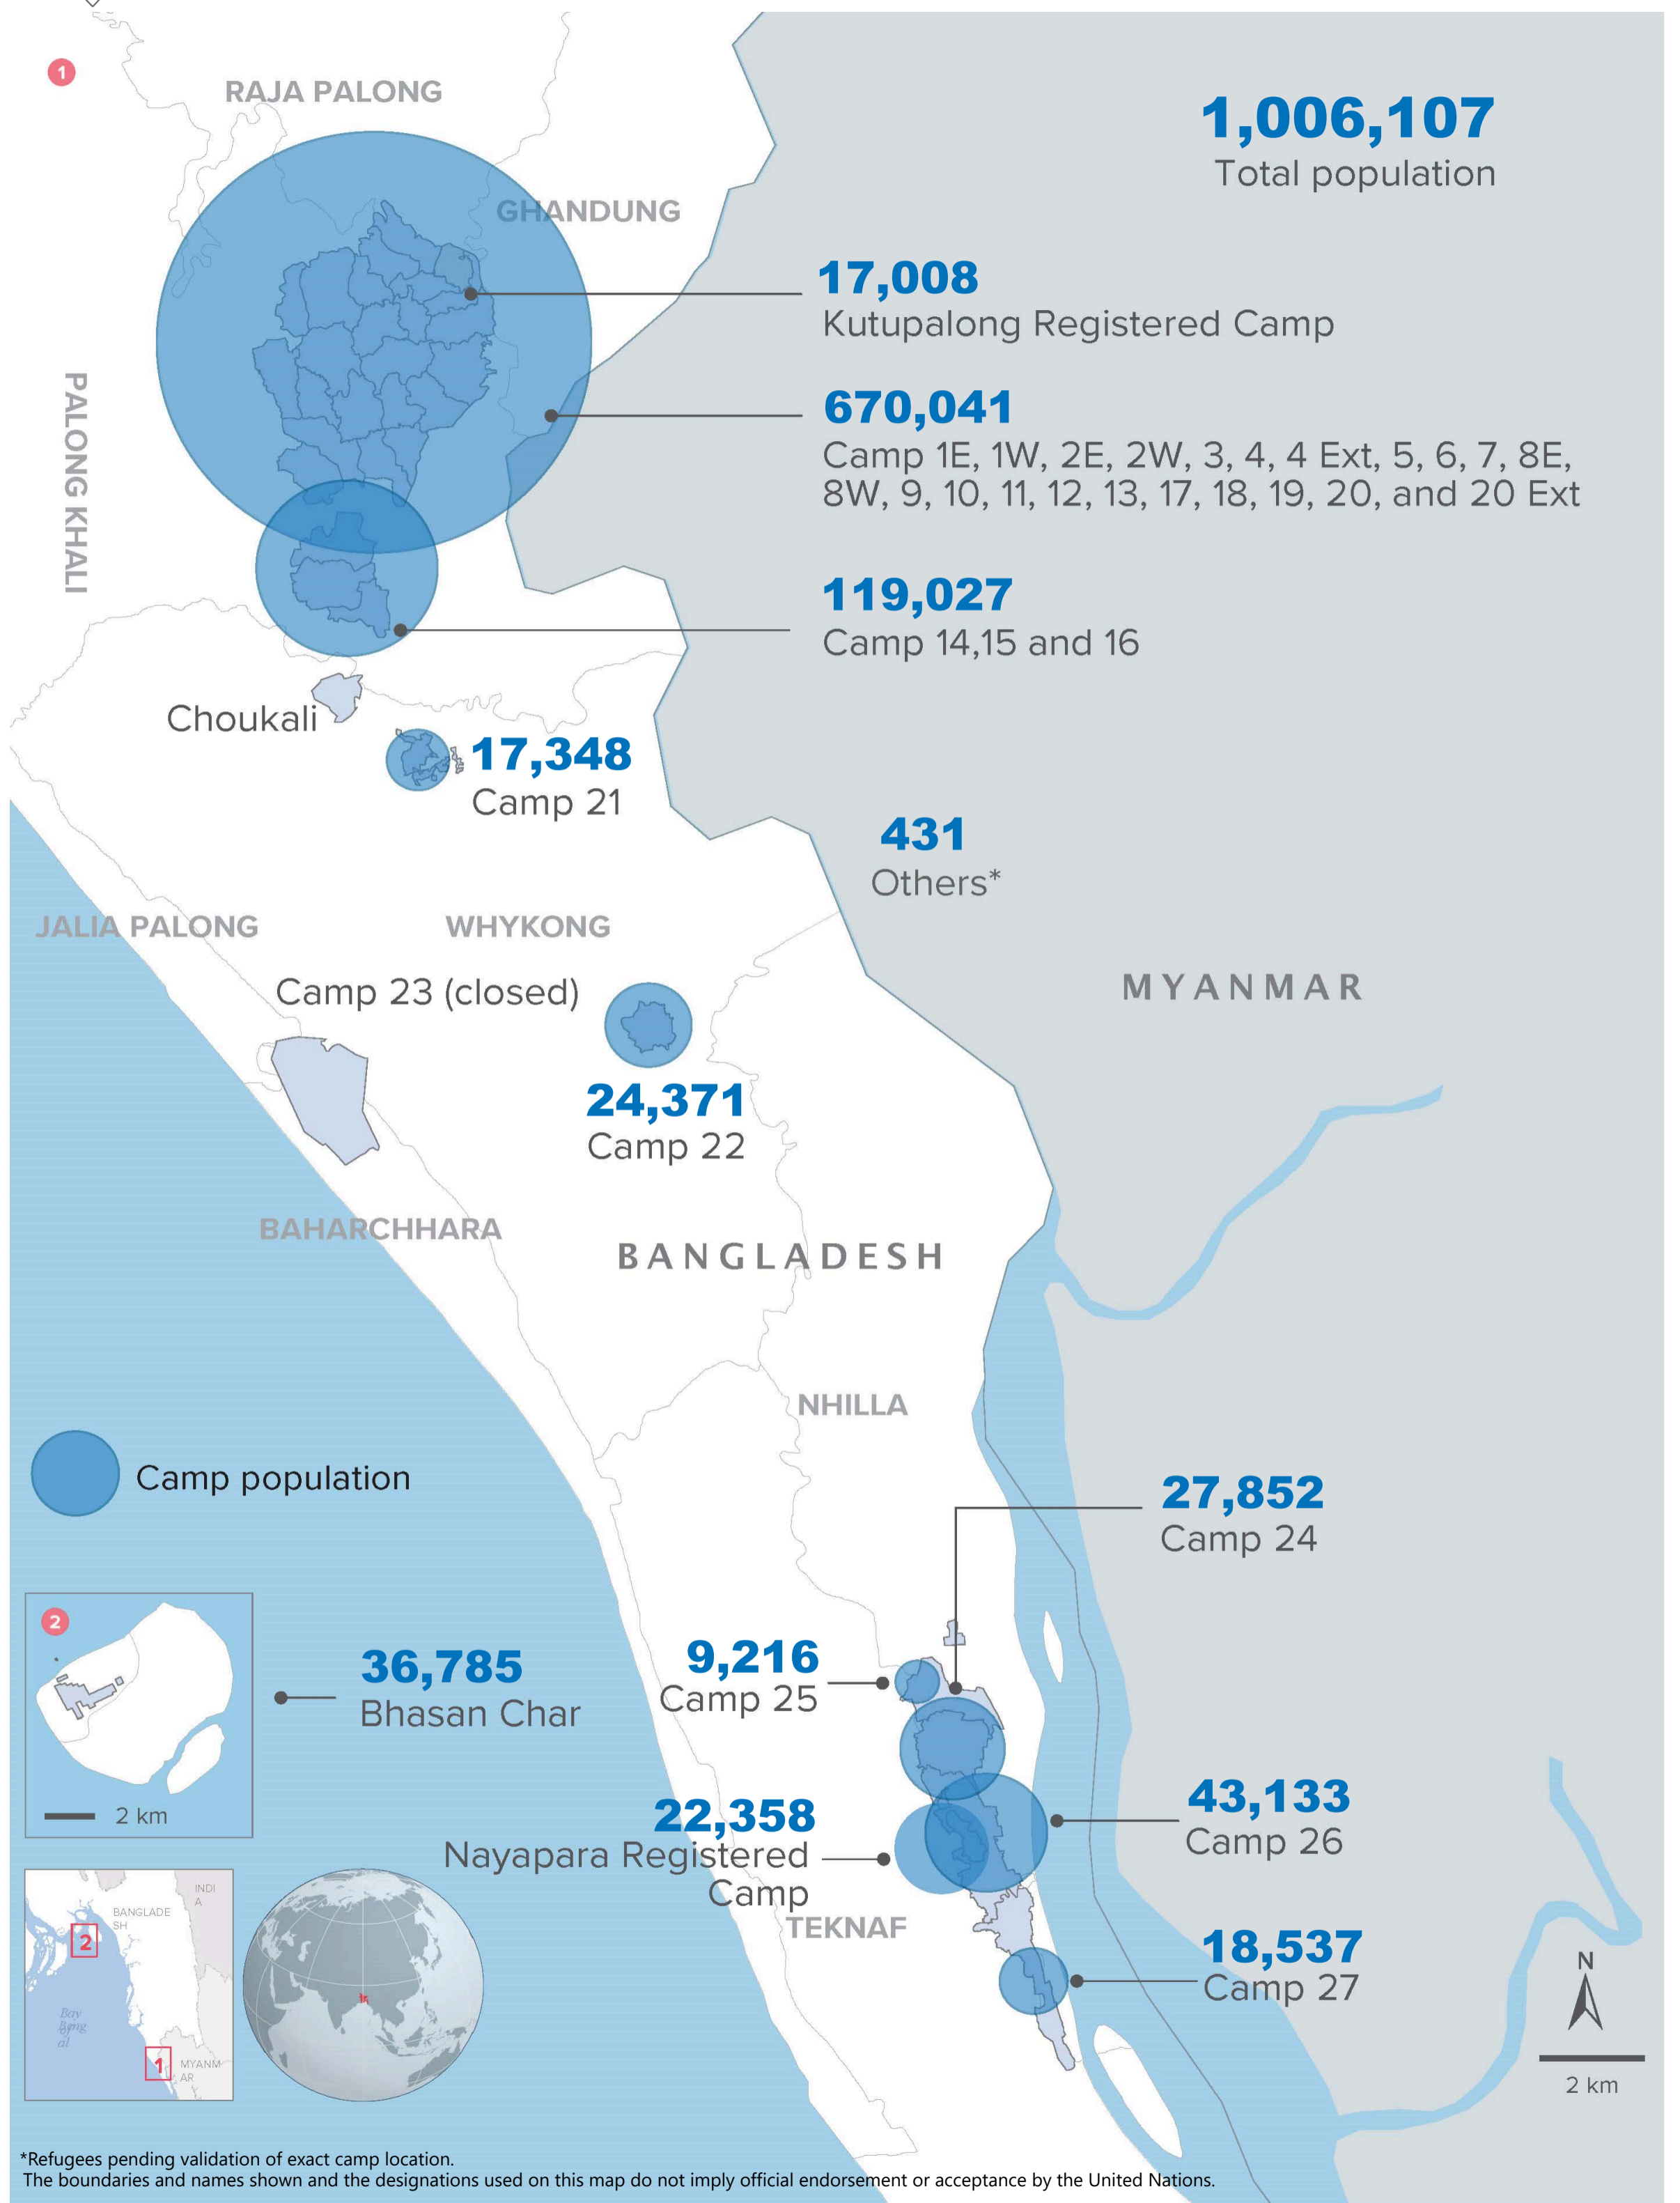 1
RAJA PALONG
1,006,107
Total population
GHANDUNG
17,008
Kutupalong Registered Camp
670,041
Camp 1E, 1W, 2E, 2W, 3, 4, 4 Ext, 5, 6, 7, 8E,
8W, 9, 10, 11, 12, 13, 17, 18, 19, 20, and 20 Ext
PALONG KHALI
119,027
Camp 14,15 and 16
Choukali
17,348
Camp 21
431
Others*
JALIA PALONG
WHYKONG
MYANMAR
Camp 23 (closed)
24,371
Camp 22
BAHARCHHARA
BANGLADESH
NHILLA
Camp population
27,852
Camp 24
2
36,785
Bhasan Char
9,216
Camp 25
2 km
43,133
Camp 26
22,358
Nayapara Registered
Camp
TEKNAF
18,537
Camp 27
INDI
A
BANGLADE
SH
2
Bay
al
1
MYANM
AR
N
2 km
*Refugees pending validation of exact camp location.
The boundaries and names shown and the designations used on this map do not imply official endorsement or acceptance by the United Nations.